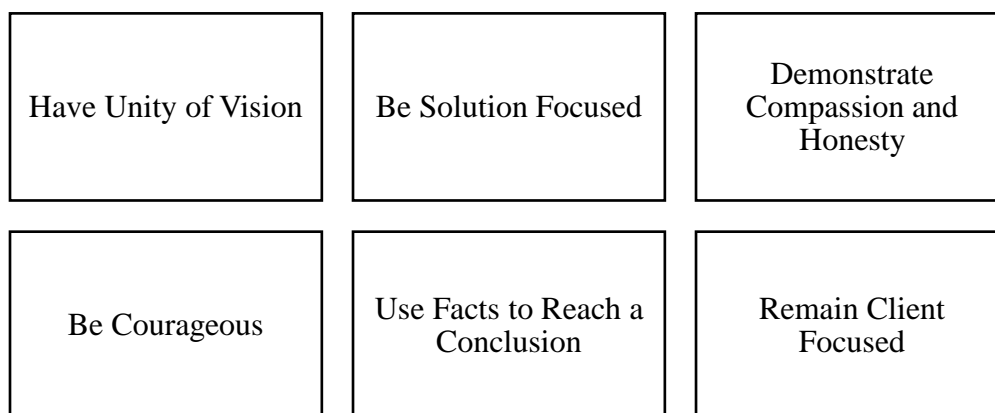 Have Unity of Vision
Be Solution Focused
Demonstrate
Compassion and
Honesty
Be Courageous
Use Facts to Reach a
Conclusion
Remain Client
Focused